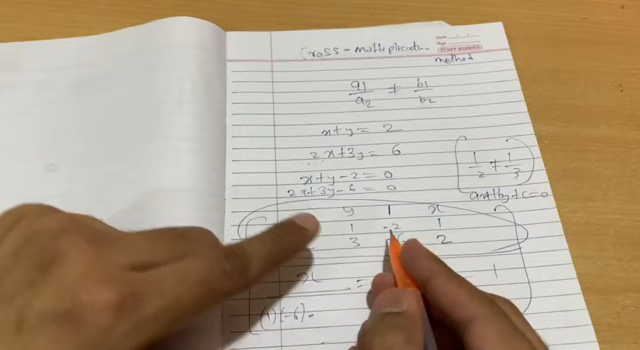 Cross-multiplication
method
a1/a2 ≠ b1/b2
x+y = 2
2x+3y = 6
x+y-2=0
2x+3y-6=0
1/2 ≠ 1/3
ax+by+c=0
y 1 x
1 -2 1
3 2
x = 1
(1)(-6)-